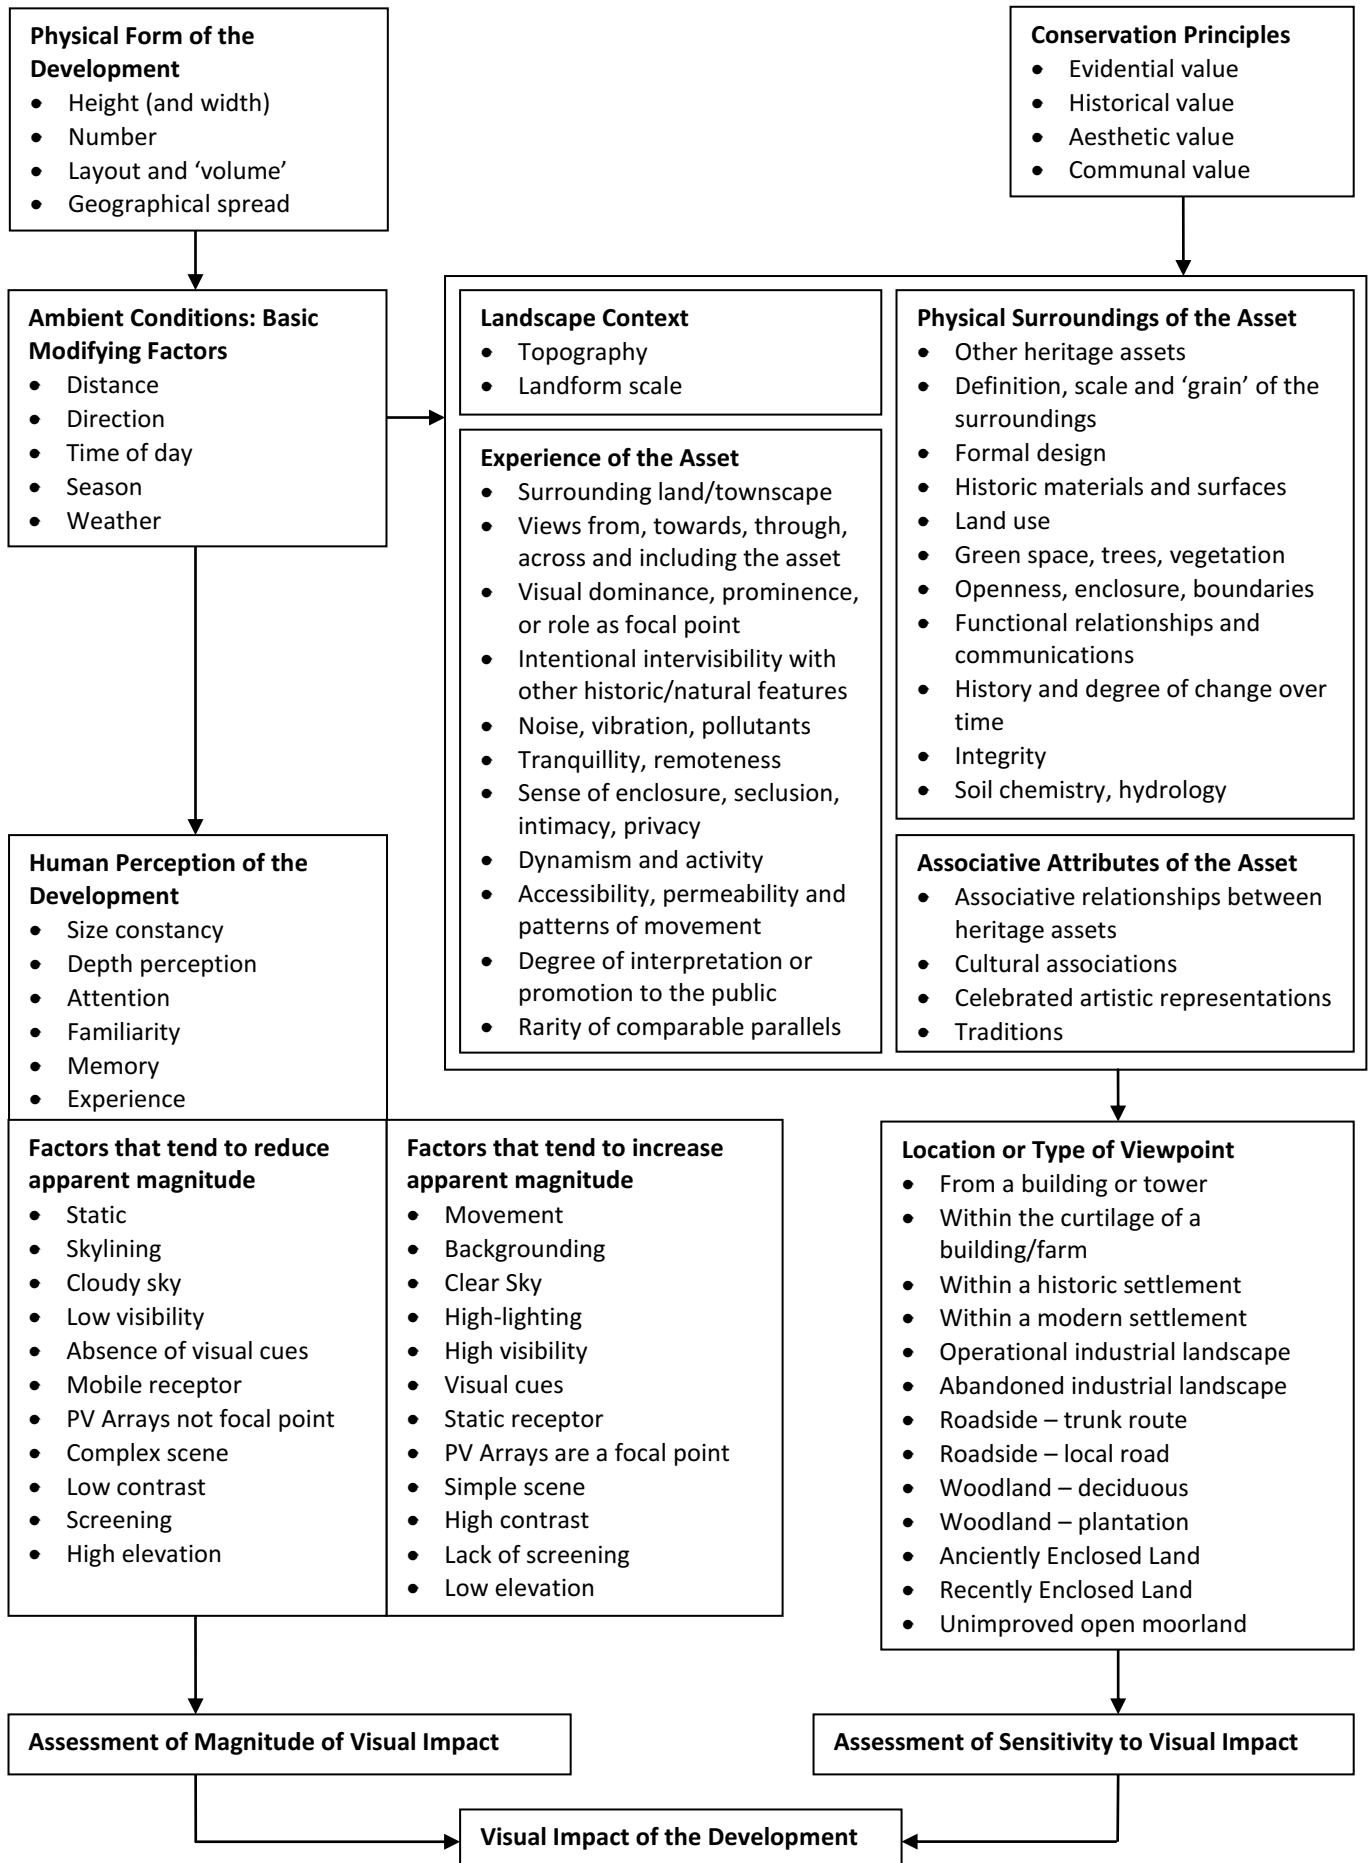 Physical Form of the
Development
• Height (and width)
• Number
• Layout and ‘volume’
• Geographical spread
Conservation Principles
• Evidential value
• Historical value
• Aesthetic value
• Communal value
Ambient Conditions: Basic
Modifying Factors
• Distance
• Direction
• Time of day
• Season
• Weather
Landscape Context
• Topography
• Landform scale
Experience of the Asset
• Surrounding land/townscape
• Views from, towards, through,
across and including the asset
• Visual dominance, prominence,
or role as focal point
• Intentional intervisibility with
other historic/natural features
• Noise, vibration, pollutants
• Tranquillity, remoteness
• Sense of enclosure, seclusion,
intimacy, privacy
• Dynamism and activity
• Accessibility, permeability and
patterns of movement
• Degree of interpretation or
promotion to the public
• Rarity of comparable parallels
Physical Surroundings of the Asset
• Other heritage assets
• Definition, scale and ‘grain’ of the
surroundings
• Formal design
• Historic materials and surfaces
• Land use
• Green space, trees, vegetation
• Openness, enclosure, boundaries
• Functional relationships and
communications
• History and degree of change over
time
• Integrity
• Soil chemistry, hydrology
Associative Attributes of the Asset
• Associative relationships between
heritage assets
• Cultural associations
• Celebrated artistic representations
• Traditions
Human Perception of the
Development
• Size constancy
• Depth perception
• Attention
• Familiarity
• Memory
• Experience
Factors that tend to reduce
apparent magnitude
• Static
• Skylining
• Cloudy sky
• Low visibility
• Absence of visual cues
• Mobile receptor
• PV Arrays not focal point
• Complex scene
• Low contrast
• Screening
• High elevation
Factors that tend to increase
apparent magnitude
• Movement
• Backgrounding
• Clear Sky
• High-lighting
• High visibility
• Visual cues
• Static receptor
• PV Arrays are a focal point
• Simple scene
• High contrast
• Lack of screening
• Low elevation
Location or Type of Viewpoint
• From a building or tower
• Within the curtilage of a
building/farm
• Within a historic settlement
• Within a modern settlement
• Operational industrial landscape
• Abandoned industrial landscape
• Roadside – trunk route
• Roadside – local road
• Woodland – deciduous
• Woodland – plantation
• Anciently Enclosed Land
• Recently Enclosed Land
• Unimproved open moorland
Assessment of Magnitude of Visual Impact
Assessment of Sensitivity to Visual Impact
Visual Impact of the Development